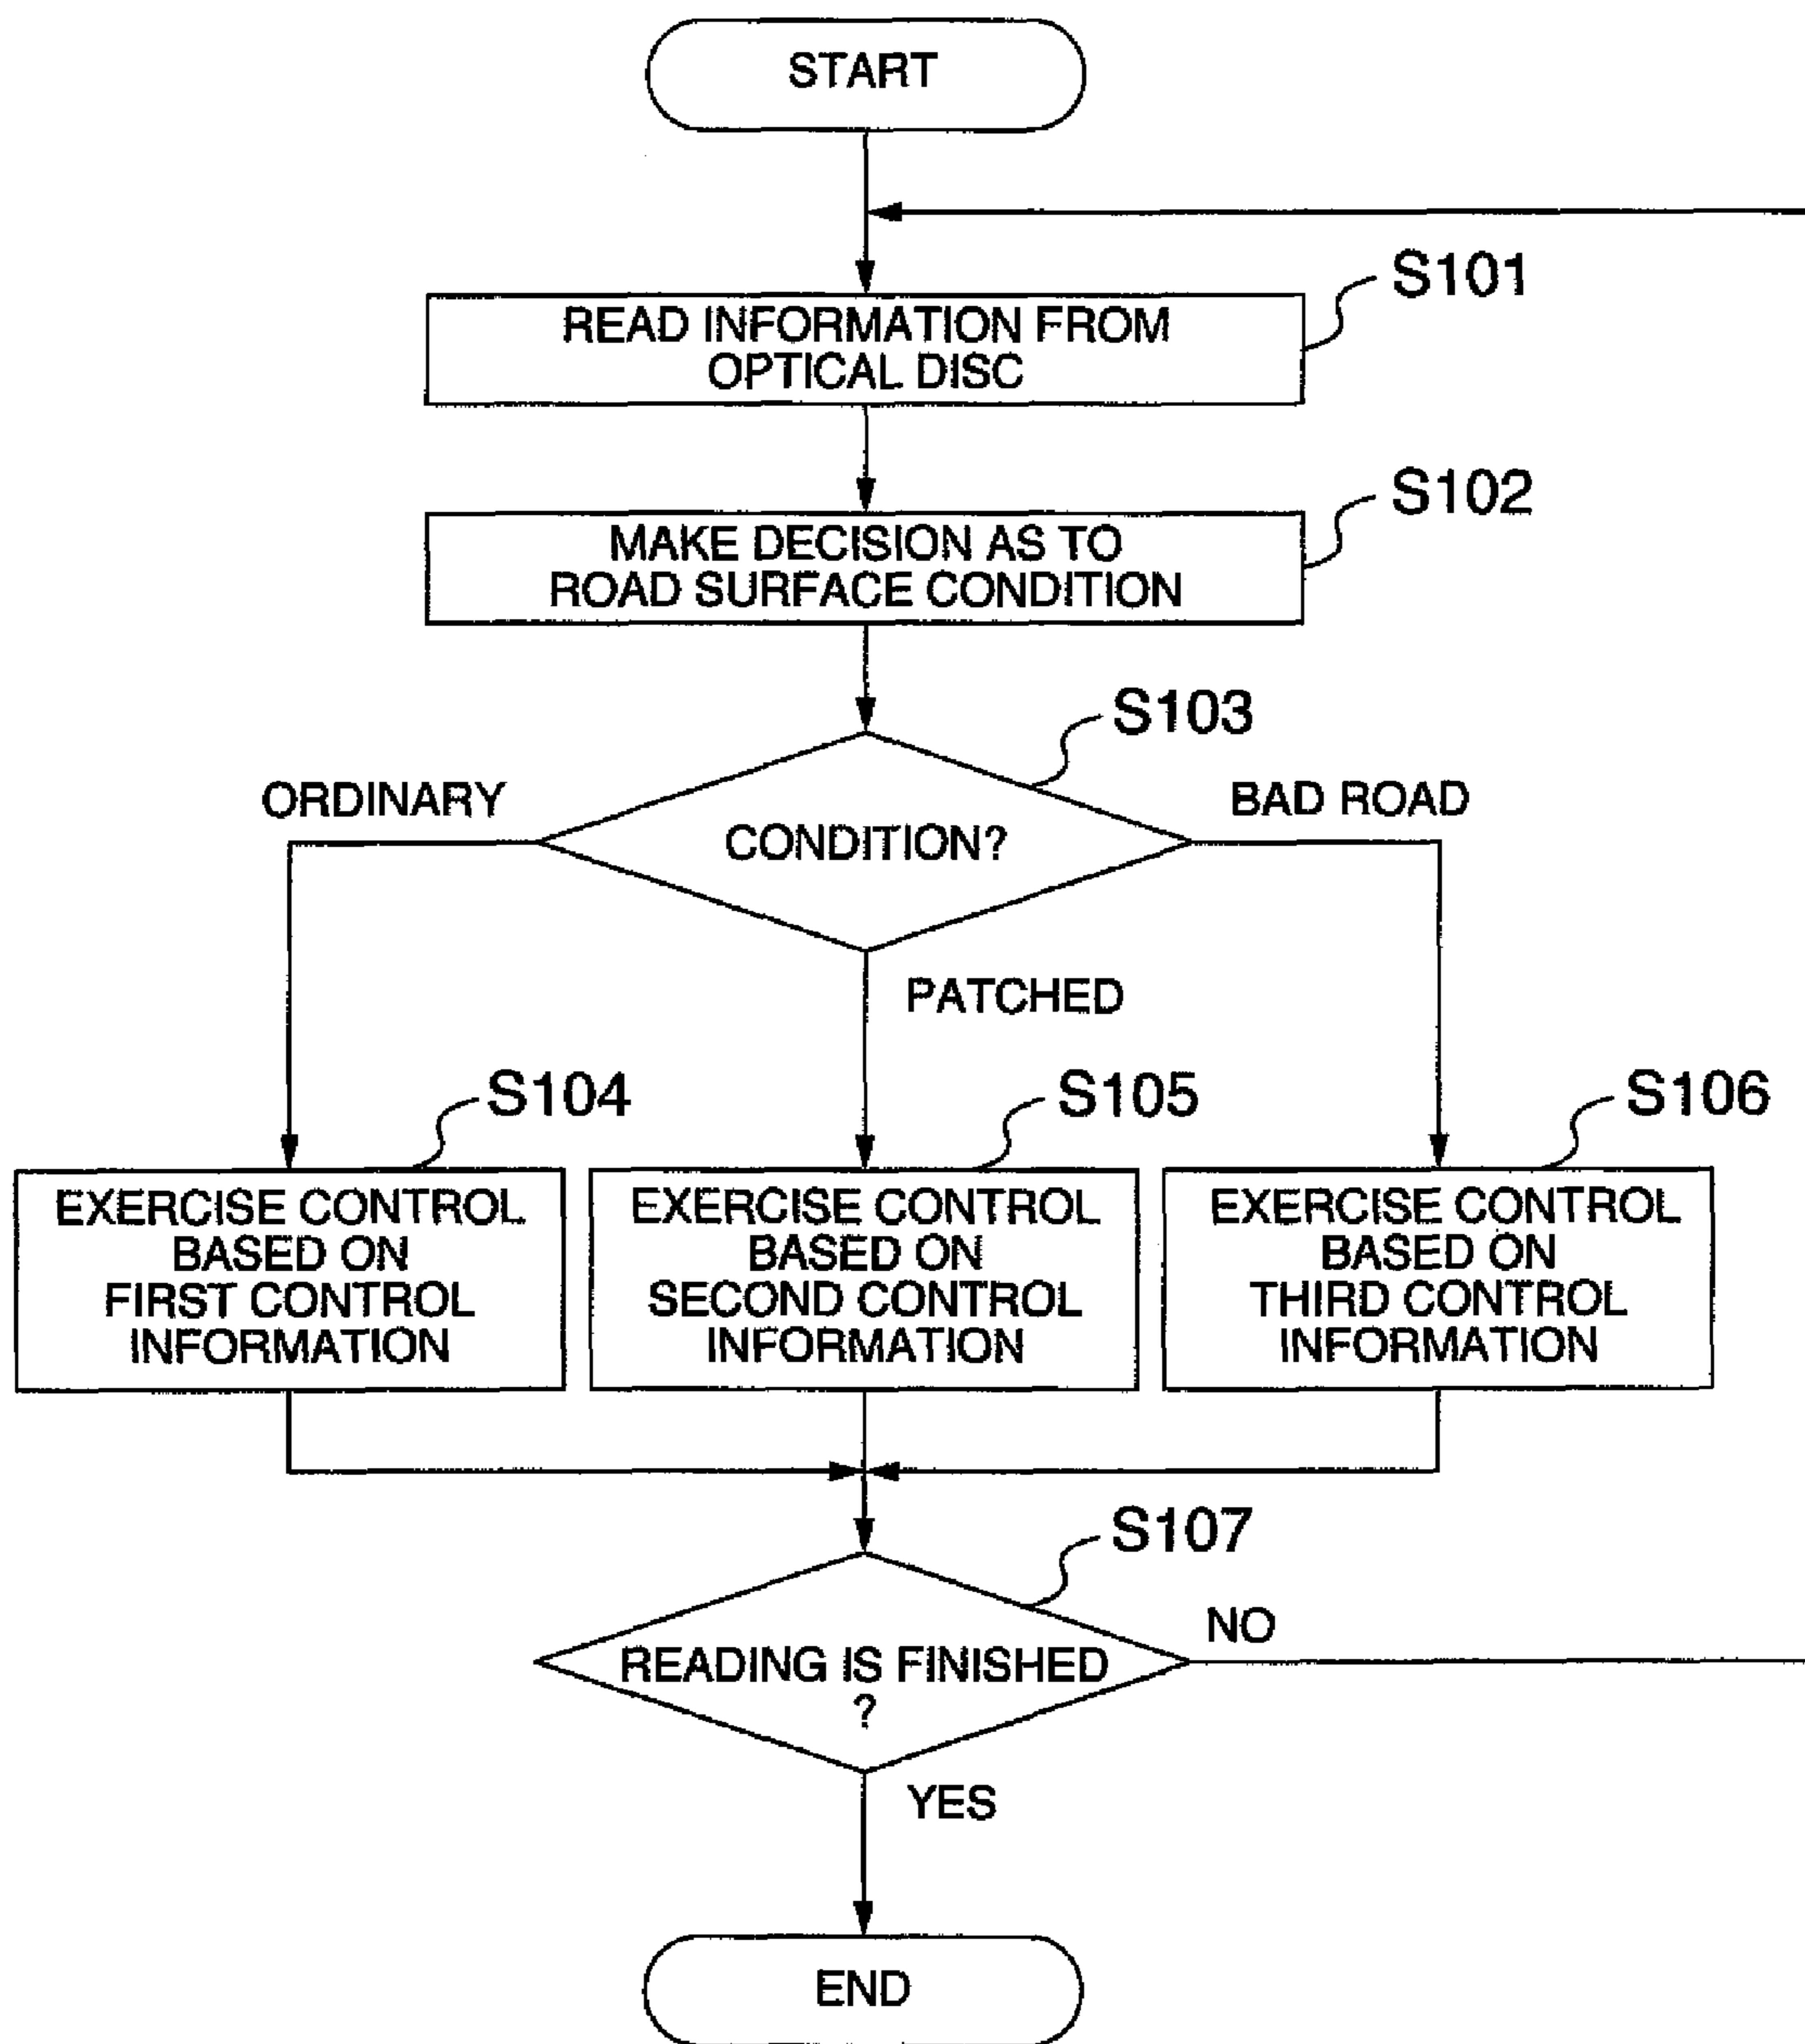 START
S101
READ INFORMATION FROM
OPTICAL DISC
S102
MAKE DECISION AS TO
ROAD SURFACE CONDITION
S103
ORDINARY
BAD ROAD
CONDITION?
PATCHED
S104
S105
S106
EXERCISE CONTROL
BASED ON
FIRST CONTROL
INFORMATION
EXERCISE CONTROL
BASED ON
SECOND CONTROL
INFORMATION
EXERCISE CONTROL
BASED ON
THIRD CONTROL
INFORMATION
S107
NO
READING IS FINISHED
?
YES
END